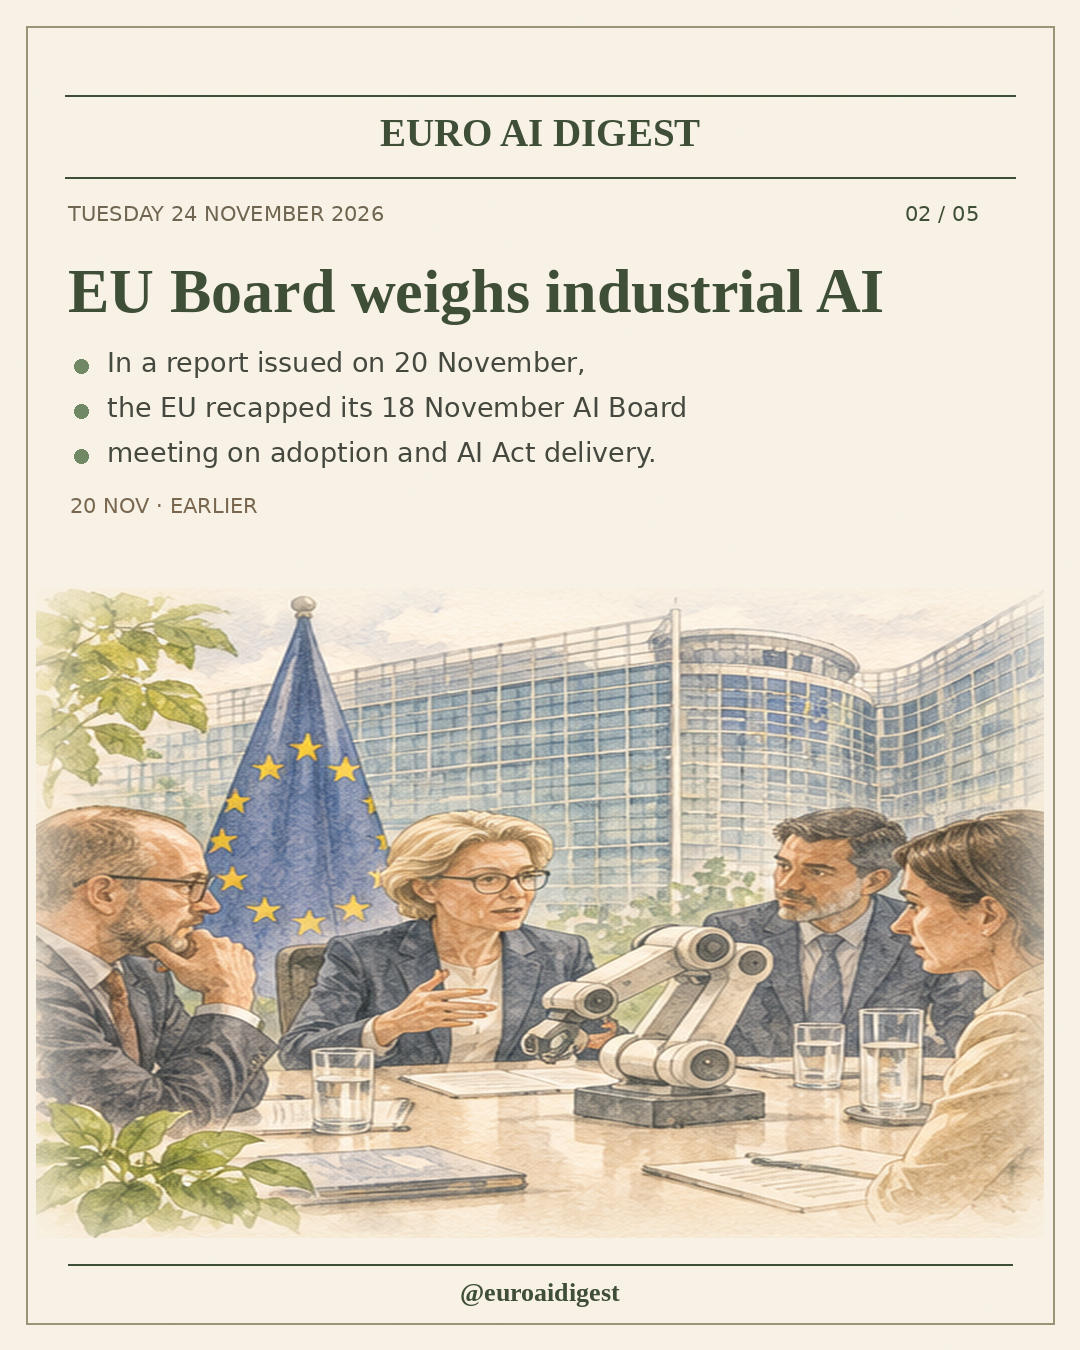 EURO AI DIGEST
TUESDAY 24 NOVEMBER 2026
02 / 05
EU Board weighs industrial AI
In a report issued on 20 November,
the EU recapped its 18 November AI Board
meeting on adoption and AI Act delivery.
20 NOV · EARLIER
@euroaidigest